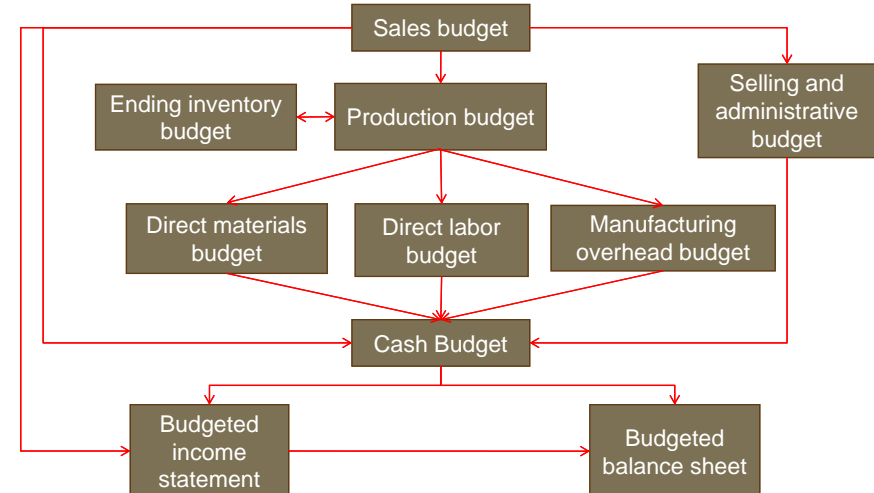 Sales budget
Selling and
administrative
budget
Ending inventory
budget
Production budget
Direct materials
budget
Direct labor
budget
Manufacturing
overhead budget
Cash Budget
Budgeted
income
statement
Budgeted
balance sheet